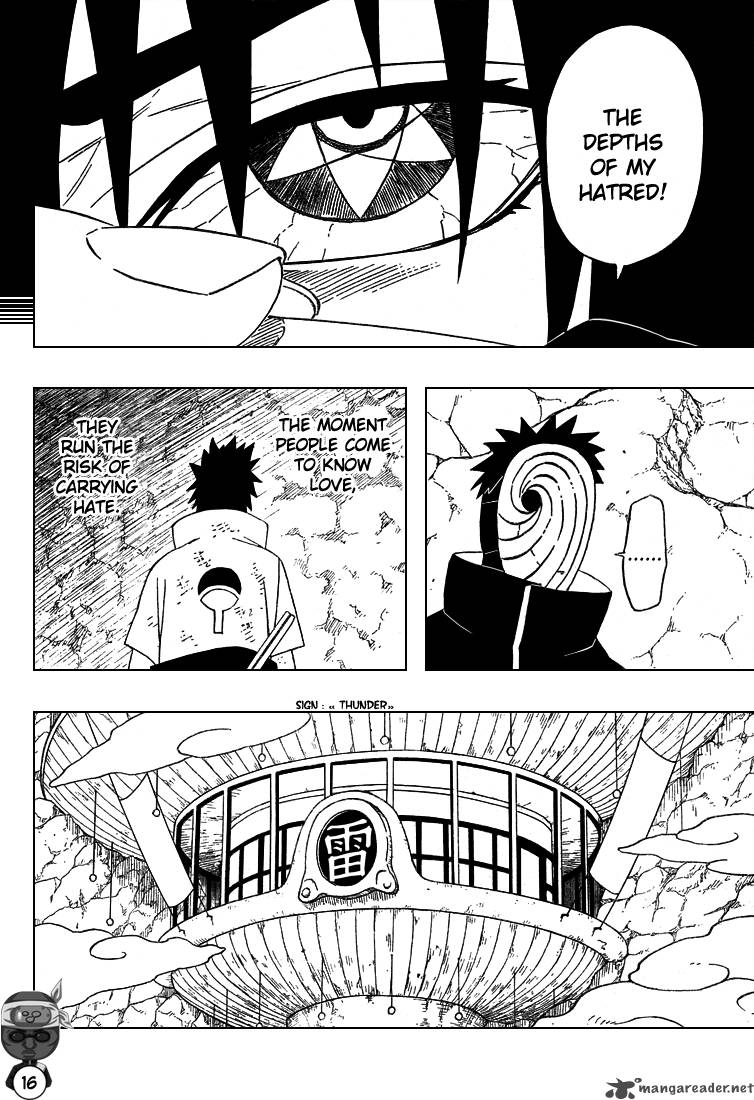 THE
DEPTHS
OF MY
HATRED!
.......
THE MOMENT
PEOPLE COME
TO KNOW
LOVE,
THEY
RUN THE
RISK OF
CARRYING
HATE.
SIGN : « THUNDER»
雷
16
mangareader.net